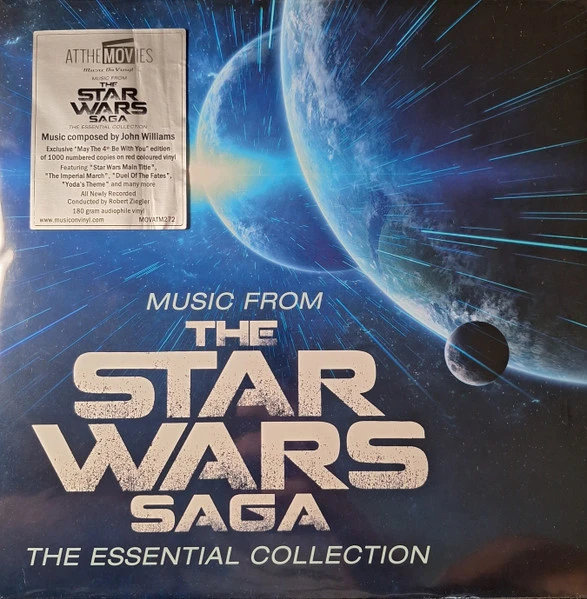 ATTHEMOVIES
Music On Vinyl
MUSIC FROM
THE
STAR
WARS
SAGA
THE ESSENTIAL COLLECTION
Music composed by John Williams
Exclusive "May The 4th Be With You" edition
of 1000 numbered copies on red coloured vinyl
Featuring "Star Wars Main Title",
"The Imperial March", "Duel Of The Fates",
"Yoda's Theme" and many more
All Newly Recorded
Conducted by Robert Ziegler
180 gram audiophile vinyl
www.musiconvinyl.com MOVATM272
MUSIC FROM
THE
STAR
WARS
SAGA
THE ESSENTIAL COLLECTION